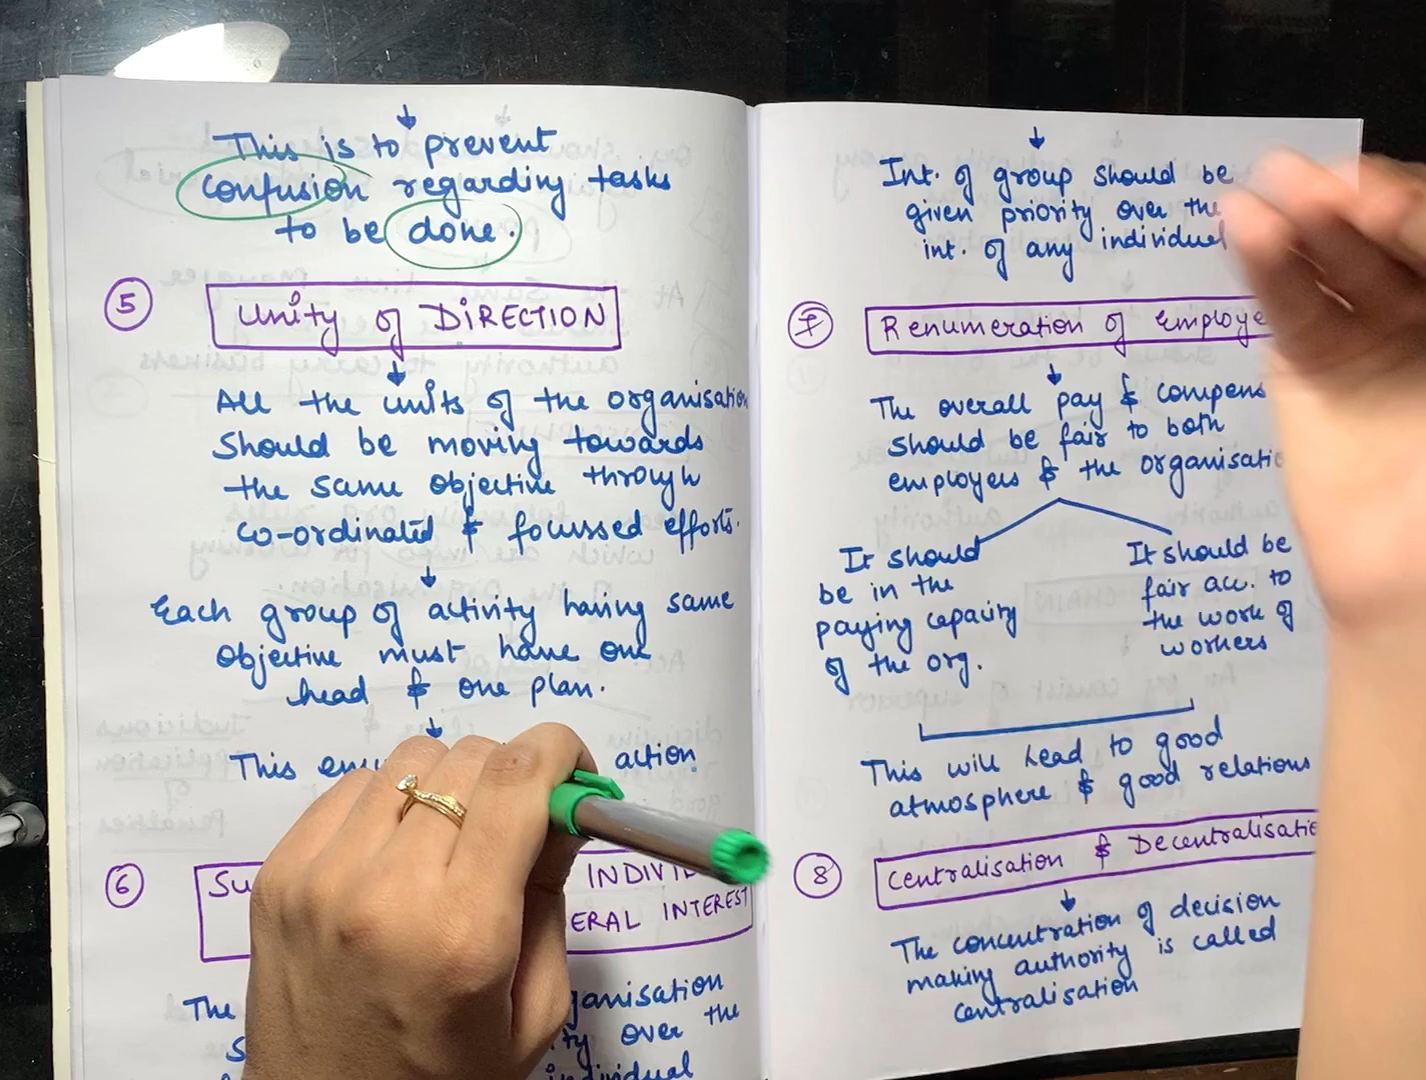 This is to prevent
confusion regarding tasks
to be done.
5
Unity of DIRECTION
All the units of the organisation
should be moving towards
the same objective through
co-ordinated & focussed efforts.
Each group of activity having same
objective must have one
head & one plan.
This action.
6
INDIVID
ERAL INTEREST
The ganisation
over the
individual
Int. of group should be
given priority over the
int. of any individual
7
Renumeration of employe
The overall pay & compens
should be fair to both
employees & the organisatio
It should
be in the
paying capacity
of the org.
It should be
fair acc. to
the work of
workers
This will lead to good
atmosphere & good relations
8
Centralisation & Decentralisatio
The concentration of decision
making authority is called
centralisation